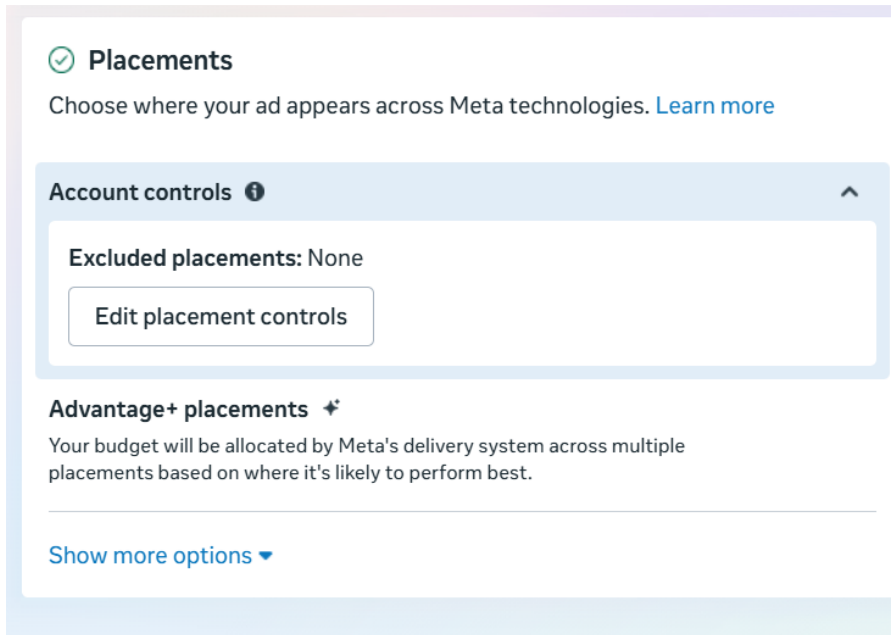 Placements
Choose where your ad appears across Meta technologies. Learn more
Account controls
Excluded placements: None
Edit placement controls
Advantage+ placements
Your budget will be allocated by Meta's delivery system across multiple
placements based on where it's likely to perform best.
Show more options